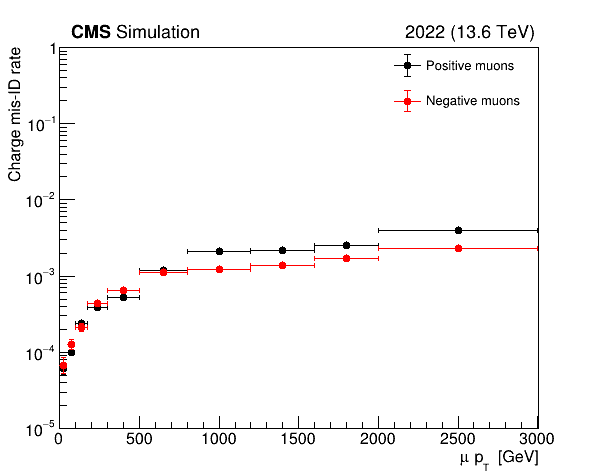 CMS Simulation 2022 (13.6 TeV)
Charge mis-ID rate
1
10⁻¹
10⁻²
10⁻³
10⁻⁴
10⁻⁵
Positive muons
Negative muons
0 500 1000 1500 2000 2500 3000
μ p_T [GeV]